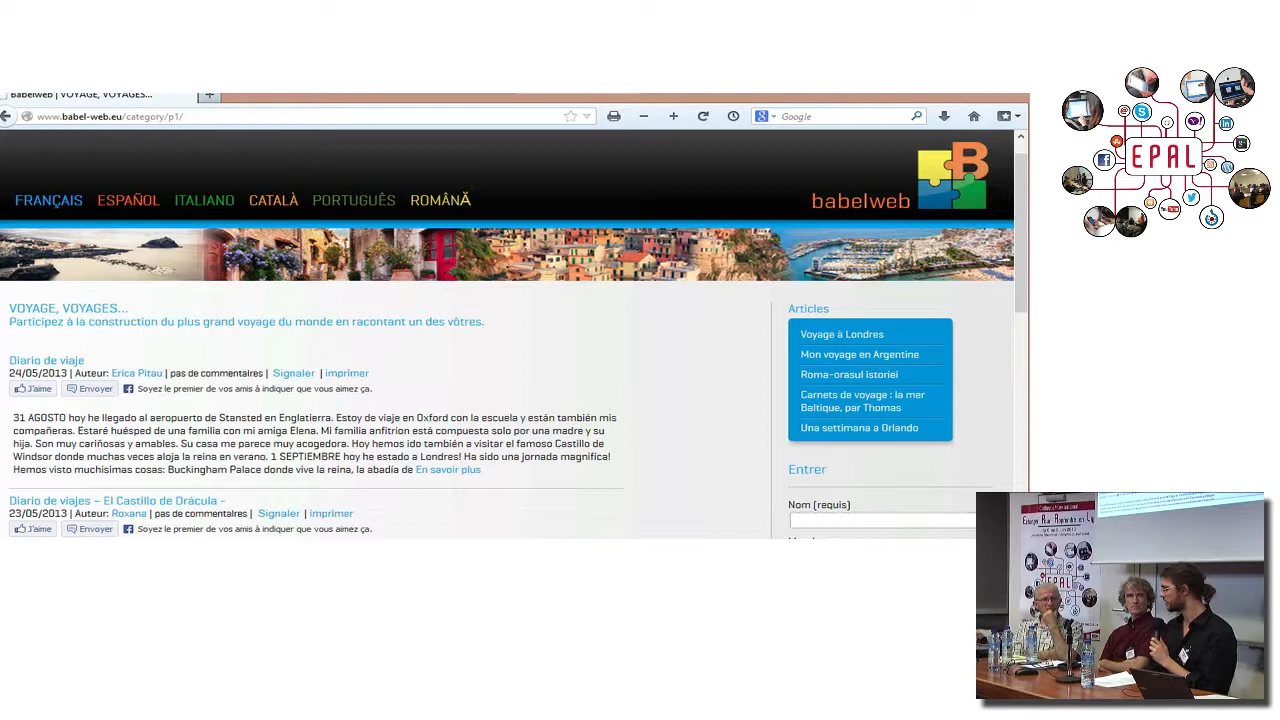 Babelweb | VOYAGE, VOYAGES...
www.babel-web.eu/category/p1/
Google
EPAL
FRANÇAIS ESPAÑOL ITALIANO CATALÀ PORTUGUÊS ROMÂNĂ
babelweb
B
VOYAGE, VOYAGES...
Participez à la construction du plus grand voyage du monde en racontant un des vôtres.
Diario de viaje
24/05/2013 | Auteur: Erica Pitau | pas de commentaires | Signaler | imprimer
J'aime Envoyer Soyez le premier de vos amis à indiquer que vous aimez ça.
31 AGOSTO hoy he llegado al aeropuerto de Stansted en Englatierra. Estoy de viaje en Oxford con la escuela y están también mis
compañeras. Estaré huésped de una familia con mi amiga Elena. Mi familia anfitrion está compuesta solo por una madre y su
hija. Son muy cariñosas y amables. Su casa me parece muy acogedora. Hoy hemos ido también a visitar el famoso Castillo de
Windsor donde muchas veces aloja la reina en verano. 1 SEPTIEMBRE hoy he estado a Londres! Ha sido una jornada magnífica!
Hemos visto muchisimas cosas: Buckingham Palace donde vive la reina, la abadía de En savoir plus
Diario de viajes – El Castillo de Drácula –
23/05/2013 | Auteur: Roxana | pas de commentaires | Signaler | imprimer
J'aime Envoyer Soyez le premier de vos amis à indiquer que vous aimez ça.
Articles
Voyage à Londres
Mon voyage en Argentine
Roma-orasul istoriei
Carnets de voyage : la mer
Baltique, par Thomas
Una settimana a Orlando
Entrer
Nom (requis)
Colloque International
Echanger Pour Apprendre en Ligne
EPAL